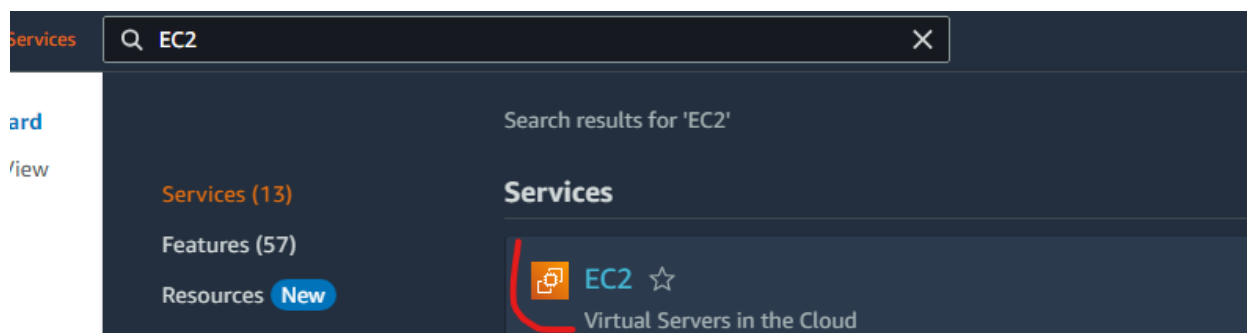 Services
EC2
ard
View
Search results for 'EC2'
Services (13)
Features (57)
Resources New
Services
EC2
Virtual Servers in the Cloud